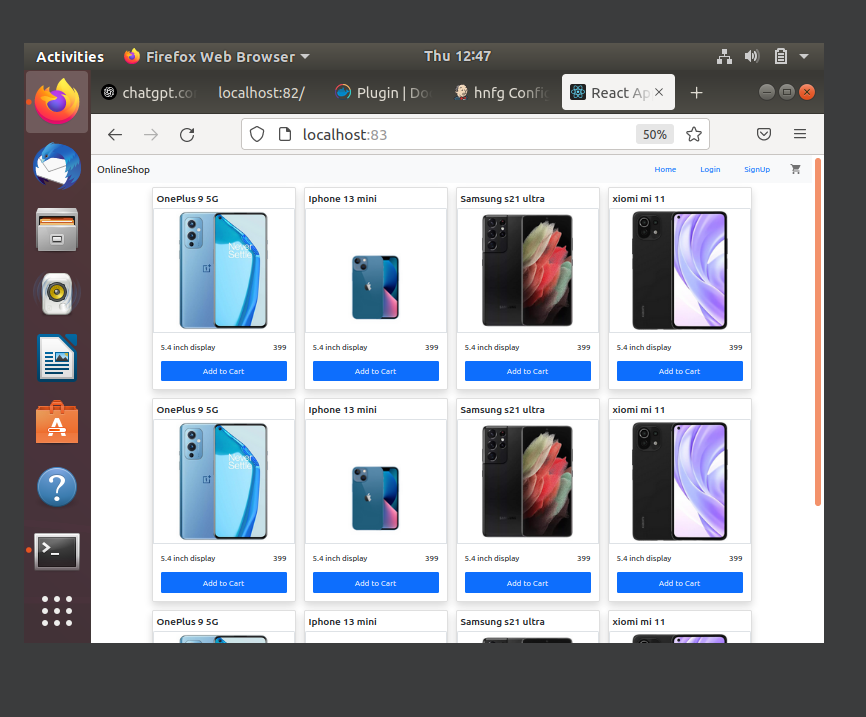 Activities Firefox Web Browser Thu 12:47
chatgpt.co localhost:82/ Plugin | Do hnfg Config React Ap
localhost:83 50%
OnlineShop Home Login SignUp
OnePlus 9 5G Iphone 13 mini Samsung s21 ultra xiomi mi 11
Never
Settle
5.4 inch display 399 5.4 inch display 399 5.4 inch display 399 5.4 inch display 399
Add to Cart Add to Cart Add to Cart Add to Cart
OnePlus 9 5G Iphone 13 mini Samsung s21 ultra xiomi mi 11
Never
Settle
5.4 inch display 399 5.4 inch display 399 5.4 inch display 399 5.4 inch display 399
Add to Cart Add to Cart Add to Cart Add to Cart
OnePlus 9 5G Iphone 13 mini Samsung s21 ultra xiomi mi 11